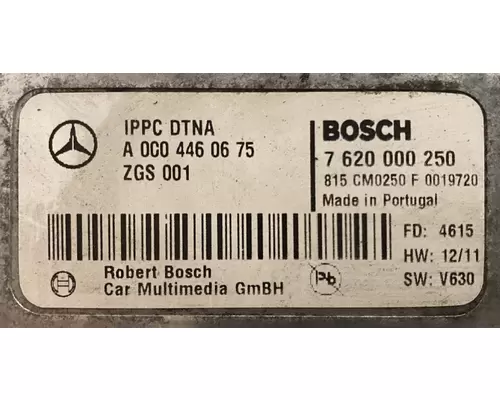 IPPC DTNA
A 000 446 06 75
ZGS 001
BOSCH
7 620 000 250
815 CM0250 F 0019720
Made in Portugal
FD: 4615
HW: 12/11
SW: V630
Robert Bosch
Car Multimedia GmBH
Pb